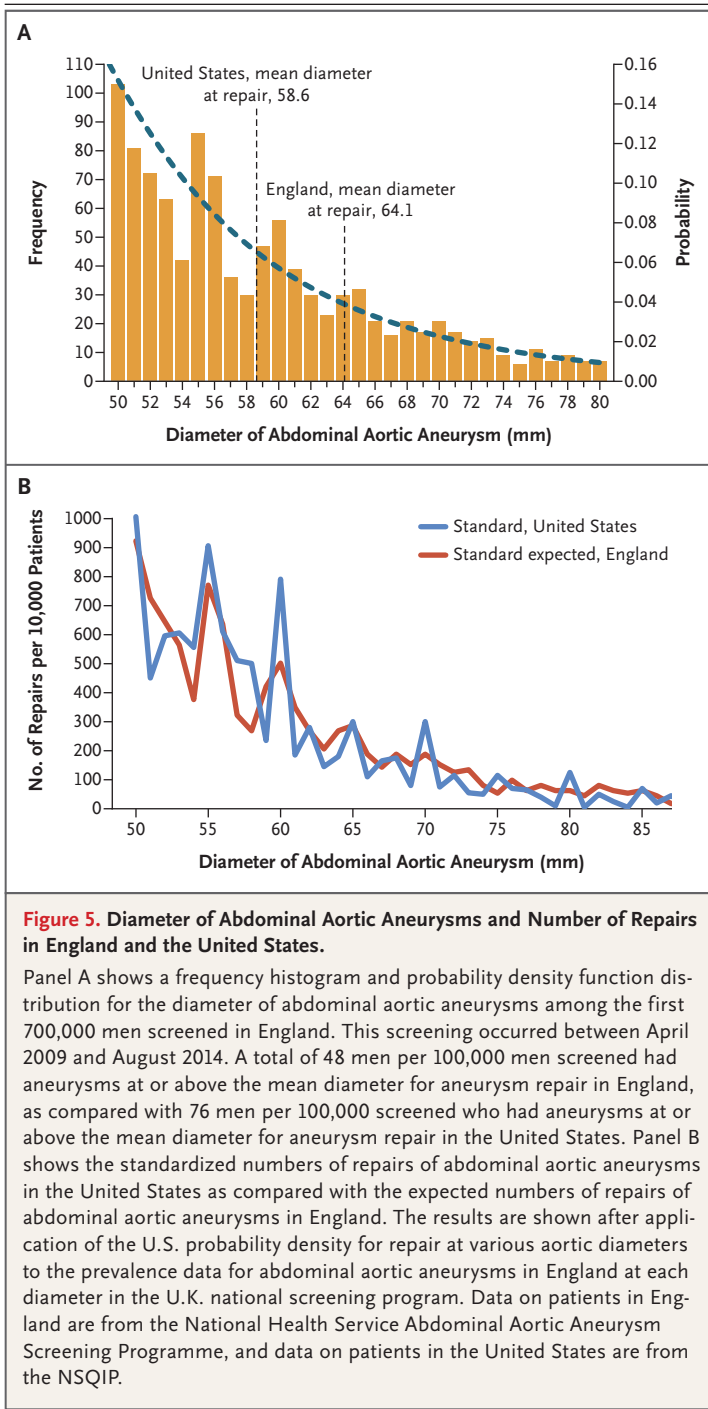 A
United States, mean diameter
at repair, 58.6
England, mean diameter
at repair, 64.1
Frequency
110
100
90
80
70
60
50
40
30
20
10
0
0.16
0.14
0.12
0.10
0.08
0.06
0.04
0.02
0.00
Probability
50 52 54 56 58 60 62 64 66 68 70 72 74 76 78 80
Diameter of Abdominal Aortic Aneurysm (mm)
B
No. of Repairs per 10,000 Patients
1000
900
800
700
600
500
400
300
200
100
0
Standard, United States
Standard expected, England
50 55 60 65 70 75 80 85
Diameter of Abdominal Aortic Aneurysm (mm)
Figure 5. Diameter of Abdominal Aortic Aneurysms and Number of Repairs
in England and the United States.
Panel A shows a frequency histogram and probability density function dis-
tribution for the diameter of abdominal aortic aneurysms among the first
700,000 men screened in England. This screening occurred between April
2009 and August 2014. A total of 48 men per 100,000 men screened had
aneurysms at or above the mean diameter for aneurysm repair in England,
as compared with 76 men per 100,000 screened who had aneurysms at or
above the mean diameter for aneurysm repair in the United States. Panel B
shows the standardized numbers of repairs of abdominal aortic aneurysms
in the United States as compared with the expected numbers of repairs of
abdominal aortic aneurysms in England. The results are shown after appli-
cation of the U.S. probability density for repair at various aortic diameters
to the prevalence data for abdominal aortic aneurysms in England at each
diameter in the U.K. national screening program. Data on patients in Eng-
land are from the National Health Service Abdominal Aortic Aneurysm
Screening Programme, and data on patients in the United States are from
the NSQIP.